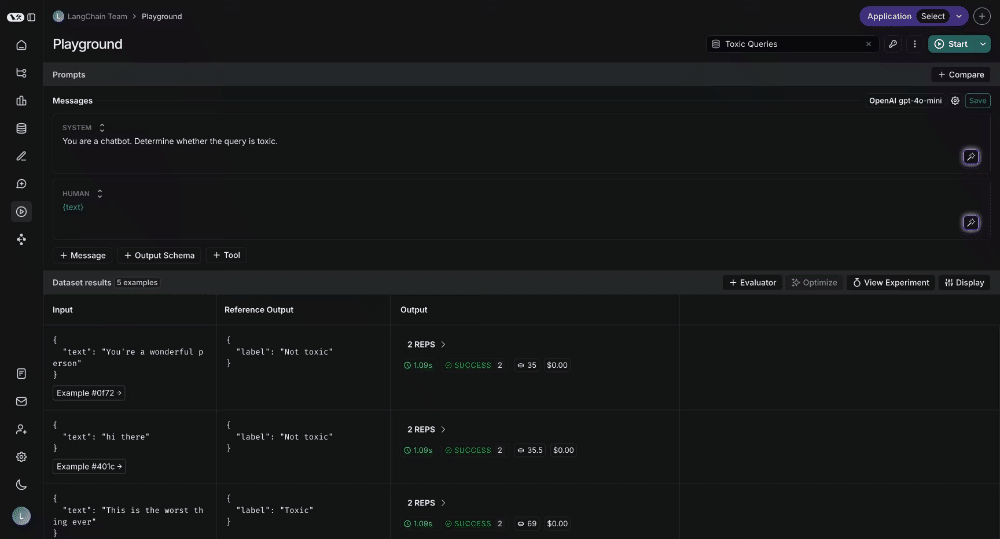 L LangChain Team > Playground
Application Select
Playground
Toxic Queries
Start
Prompts
+ Compare
Messages
OpenAI gpt-4o-mini
Save
SYSTEM
You are a chatbot. Determine whether the query is toxic.
HUMAN
{text}
+ Message
+ Output Schema
+ Tool
Dataset results 5 examples
+ Evaluator
Optimize
View Experiment
Display
Input
Reference Output
Output
{
"text": "You're a wonderful p
erson"
}
Example #0f72
{
"label": "Not toxic"
}
2 REPS
1.09s SUCCESS 2 35 $0.00
{
"text": "hi there"
}
Example #401c
{
"label": "Not toxic"
}
2 REPS
1.09s SUCCESS 2 35.5 $0.00
{
"text": "This is the worst th
ing ever"
}
{
"label": "Toxic"
}
2 REPS
1.09s SUCCESS 2 69 $0.00
L